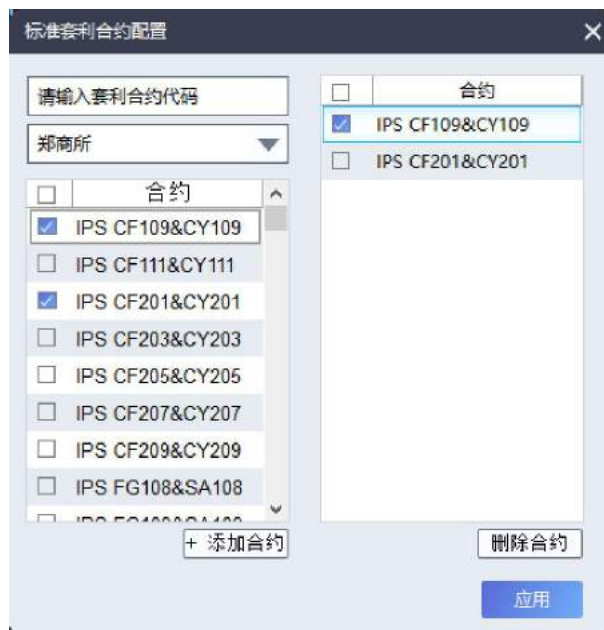 标准套利合约配置
请输入套利合约代码
郑商所
合约
IPS CF109&CY109
IPS CF111&CY111
IPS CF201&CY201
IPS CF203&CY203
IPS CF205&CY205
IPS CF207&CY207
IPS CF209&CY209
IPS FG108&SA108
+ 添加合约
合约
IPS CF109&CY109
IPS CF201&CY201
删除合约
应用